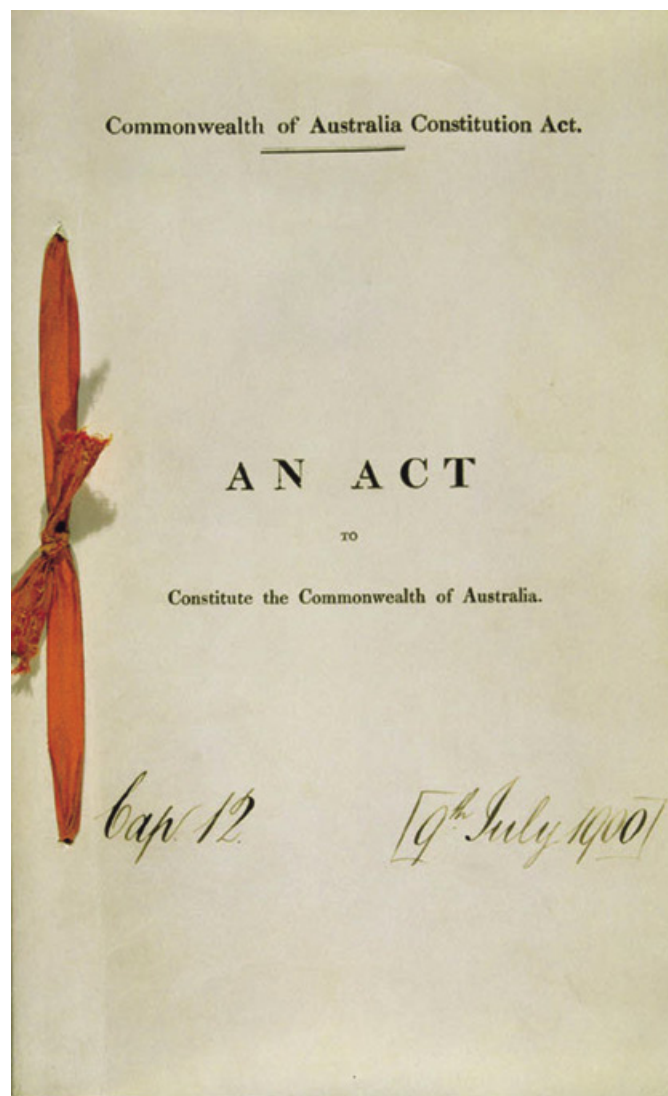 Commonwealth of Australia Constitution Act.
AN ACT
TO
Constitute the Commonwealth of Australia.
Cap. 12. [9th July 1900]